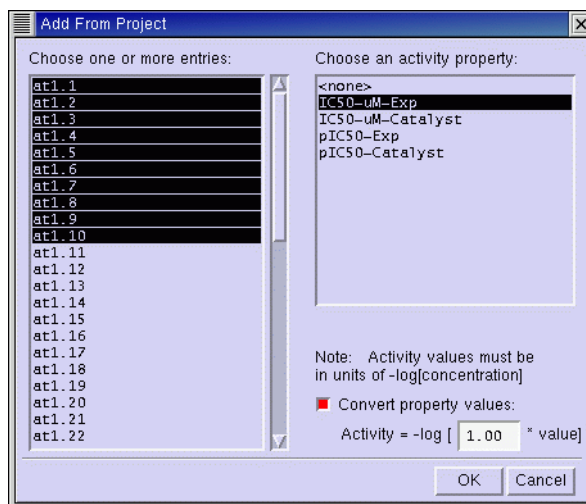 Add From Project
Choose one or more entries:
at1.1
at1.2
at1.3
at1.4
at1.5
at1.6
at1.7
at1.8
at1.9
at1.10
at1.11
at1.12
at1.13
at1.14
at1.15
at1.16
at1.17
at1.18
at1.19
at1.20
at1.21
at1.22
Choose an activity property:
<none>
IC50-uM-Exp
IC50-uM-Catalyst
pIC50-Exp
pIC50-Catalyst
Note: Activity values must be
in units of -log[concentration]
Convert property values:
Activity = -log [ 1.00 * value]
OK Cancel